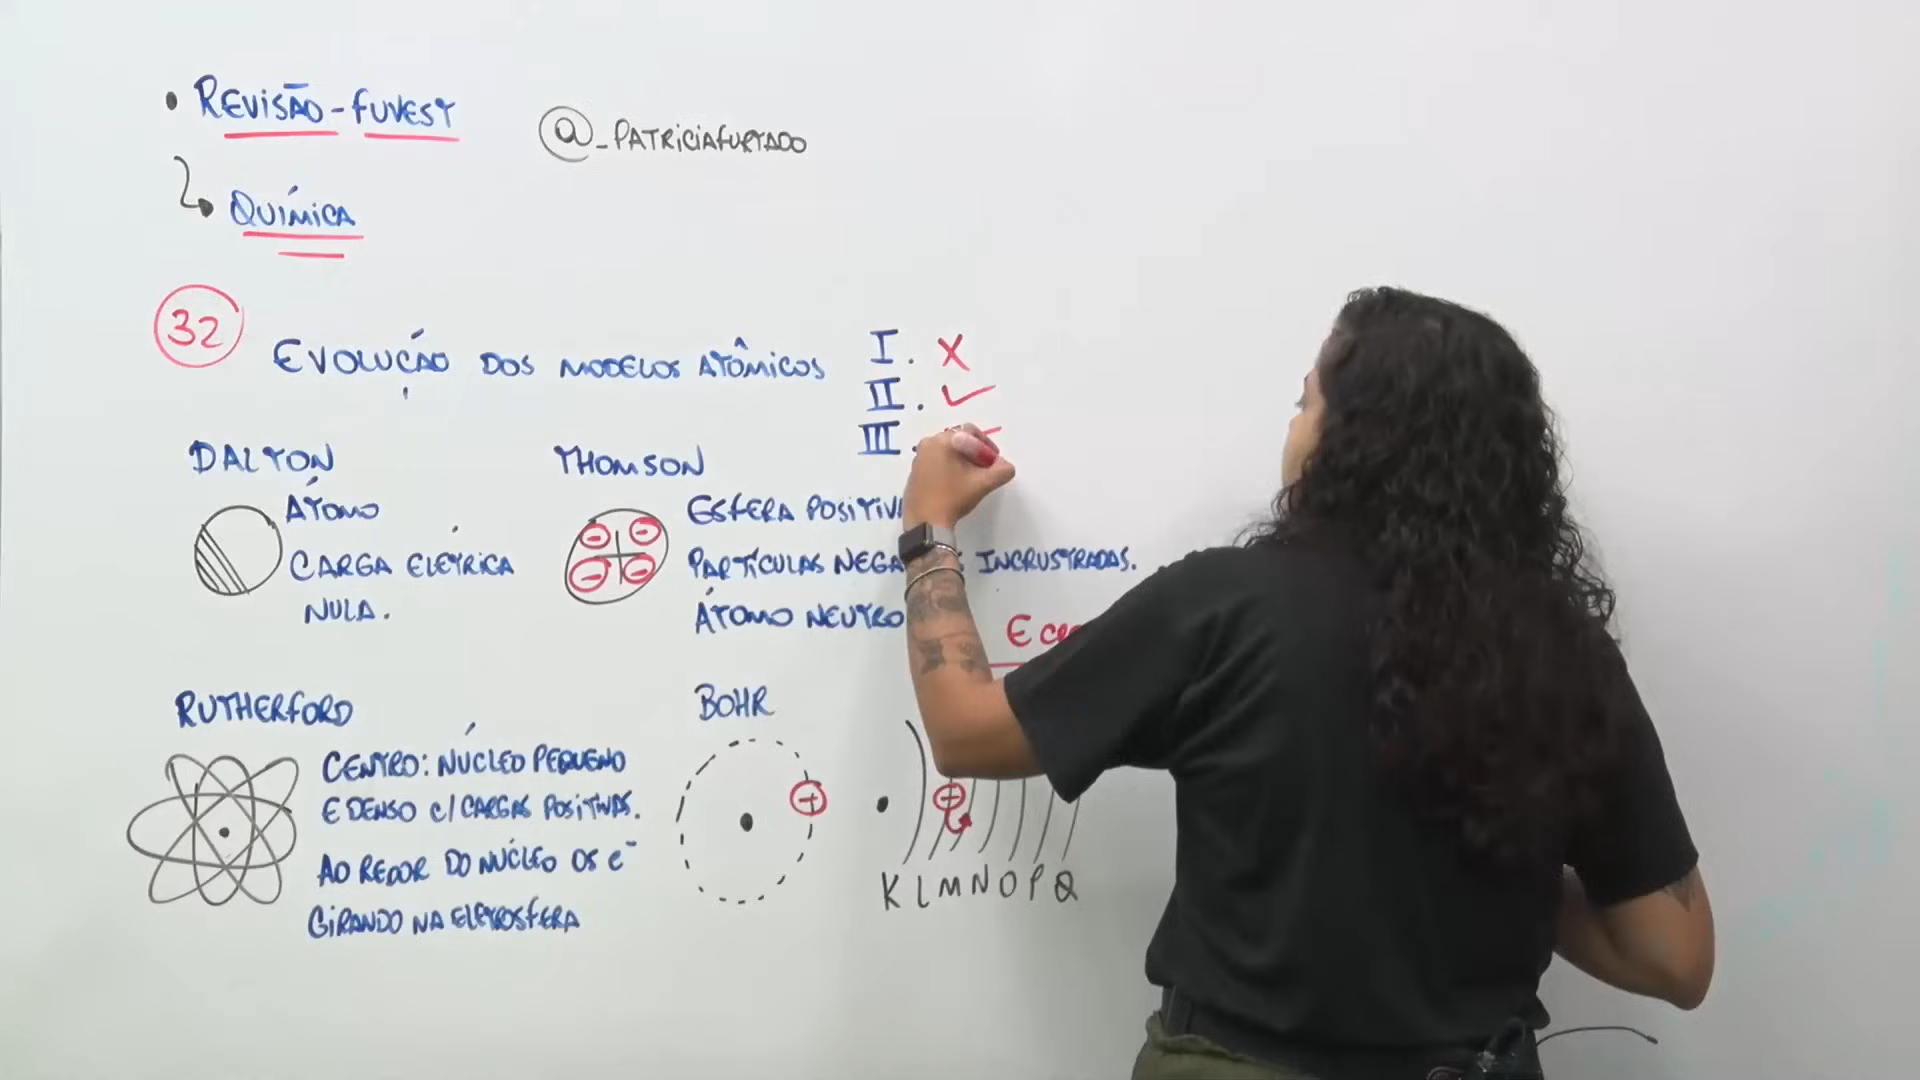 • REVISÃO-FUVEST
@_PATRICIAFURTADO
QUÍMICA
32
EVOLUÇÃO DOS MODELOS ATÔMICOS
I. X
II. ✓
III.
DALTON
ÁTOMO
CARGA ELÉTRICA
NULA.
THOMSON
ESFERA
PARTÍCULAS INCRUSTRADAS.
ÁTOMO NEUTRO
RUTHERFORD
CENTRO: NÚCLEO PEQUENO
E DENSO C/CARGAS POSITIVAS.
AO REDOR DO NÚCLEO OS e⁻
GIRANDO NA ELETROSFERA
BOHR
E
K L M N O P Q